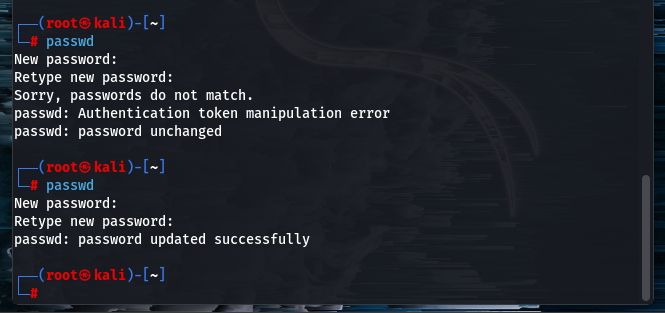 ┌──(root㉿kali)-[~]
└─# passwd
New password:
Retype new password:
Sorry, passwords do not match.
passwd: Authentication token manipulation error
passwd: password unchanged
┌──(root㉿kali)-[~]
└─# passwd
New password:
Retype new password:
passwd: password updated successfully
┌──(root㉿kali)-[~]
└─#